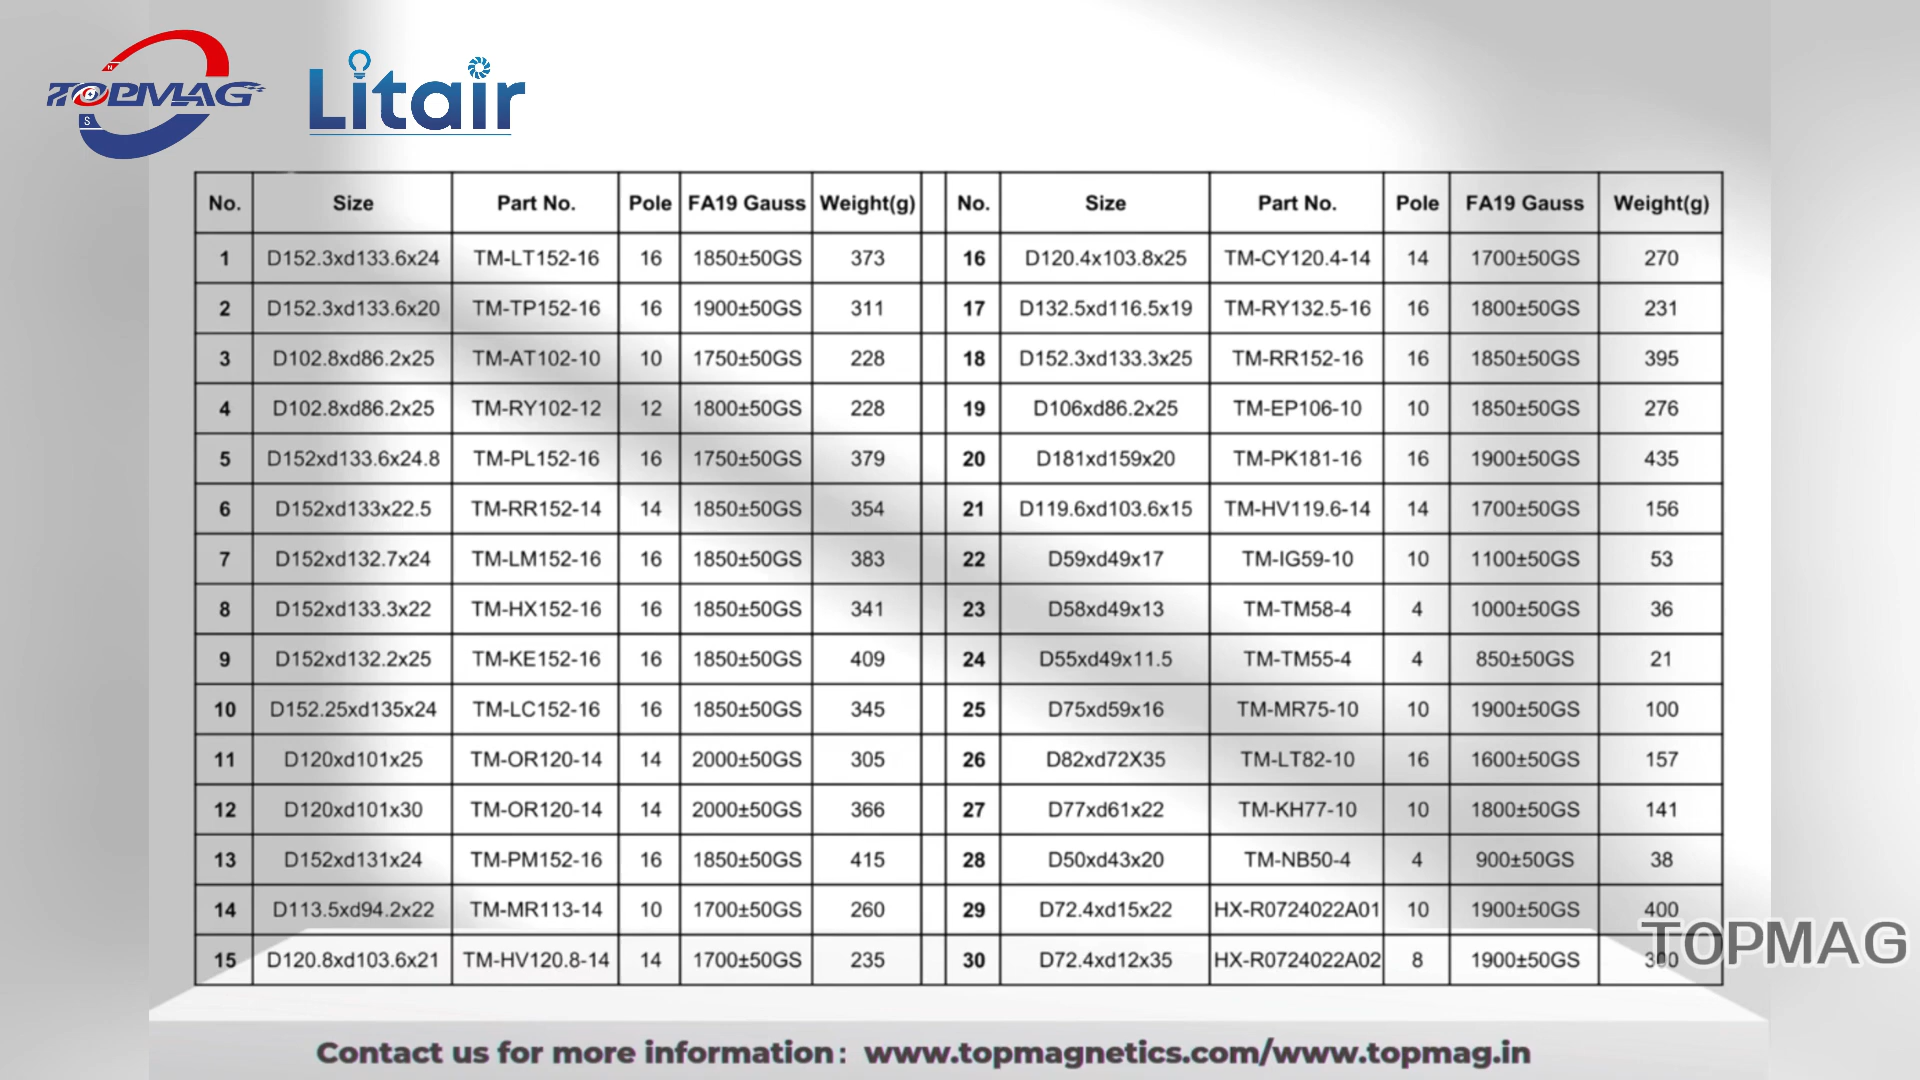 N
TOPMAG
S
Litair
No. Size Part No. Pole FA19 Gauss Weight(g) No. Size Part No. Pole FA19 Gauss Weight(g)
1 D152.3xd133.6x24 TM-LT152-16 16 1850±50GS 373 16 D120.4x103.8x25 TM-CY120.4-14 14 1700±50GS 270
2 D152.3xd133.6x20 TM-TP152-16 16 1900±50GS 311 17 D132.5xd116.5x19 TM-RY132.5-16 16 1800±50GS 231
3 D102.8xd86.2x25 TM-AT102-10 10 1750±50GS 228 18 D152.3xd133.3x25 TM-RR152-16 16 1850±50GS 395
4 D102.8xd86.2x25 TM-RY102-12 12 1800±50GS 228 19 D106xd86.2x25 TM-EP106-10 10 1850±50GS 276
5 D152xd133.6x24.8 TM-PL152-16 16 1750±50GS 379 20 D181xd159x20 TM-PK181-16 16 1900±50GS 435
6 D152xd133x22.5 TM-RR152-14 14 1850±50GS 354 21 D119.6xd103.6x15 TM-HV119.6-14 14 1700±50GS 156
7 D152xd132.7x24 TM-LM152-16 16 1850±50GS 383 22 D59xd49x17 TM-IG59-10 10 1100±50GS 53
8 D152xd133.3x22 TM-HX152-16 16 1850±50GS 341 23 D58xd49x13 TM-TM58-4 4 1000±50GS 36
9 D152xd132.2x25 TM-KE152-16 16 1850±50GS 409 24 D55xd49x11.5 TM-TM55-4 4 850±50GS 21
10 D152.25xd135x24 TM-LC152-16 16 1850±50GS 345 25 D75xd59x16 TM-MR75-10 10 1900±50GS 100
11 D120xd101x25 TM-OR120-14 14 2000±50GS 305 26 D82xd72X35 TM-LT82-10 16 1600±50GS 157
12 D120xd101x30 TM-OR120-14 14 2000±50GS 366 27 D77xd61x22 TM-KH77-10 10 1800±50GS 141
13 D152xd131x24 TM-PM152-16 16 1850±50GS 415 28 D50xd43x20 TM-NB50-4 4 900±50GS 38
14 D113.5xd94.2x22 TM-MR113-14 10 1700±50GS 260 29 D72.4xd15x22 HX-R0724022A01 10 1900±50GS 400
15 D120.8xd103.6x21 TM-HV120.8-14 14 1700±50GS 235 30 D72.4xd12x35 HX-R0724022A02 8 1900±50GS 300
TOPMAG
Contact us for more information： www.topmagnetics.com/www.topmag.in